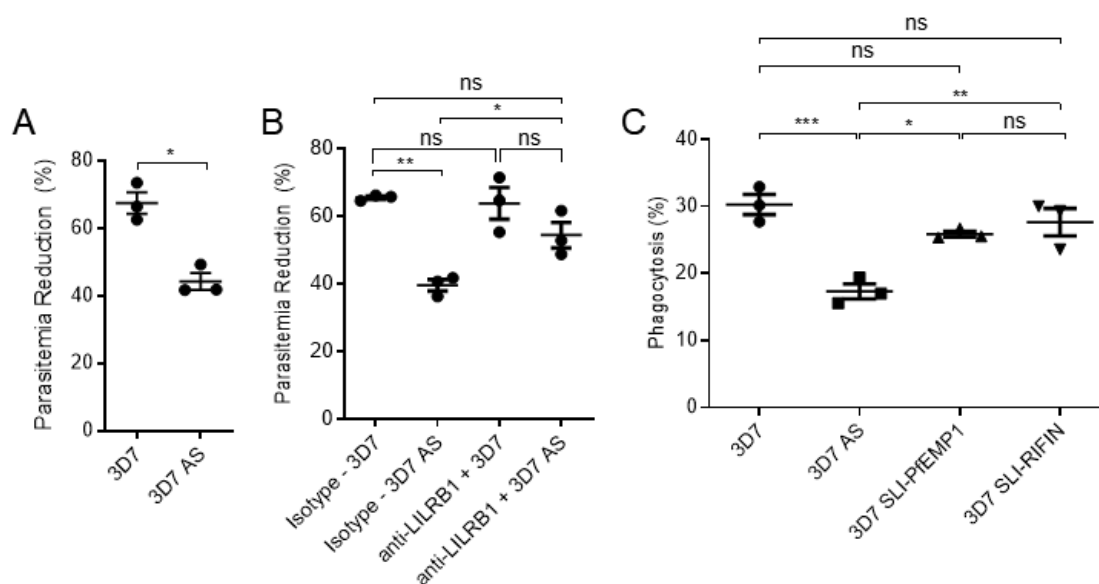 A
Parasitemia Reduction (%)
80
60
40
20
0
*
3D7
3D7 AS
B
Parasitemia Reduction (%)
80
60
40
20
0
ns
*
ns
ns
**
Isotype - 3D7
Isotype - 3D7 AS
anti-LILRB1 + 3D7
anti-LILRB1 + 3D7 AS
C
Phagocytosis (%)
40
30
20
10
0
ns
ns
**
***
*
ns
3D7
3D7 AS
3D7 SLI-PfEMP1
3D7 SLI-RIFIN